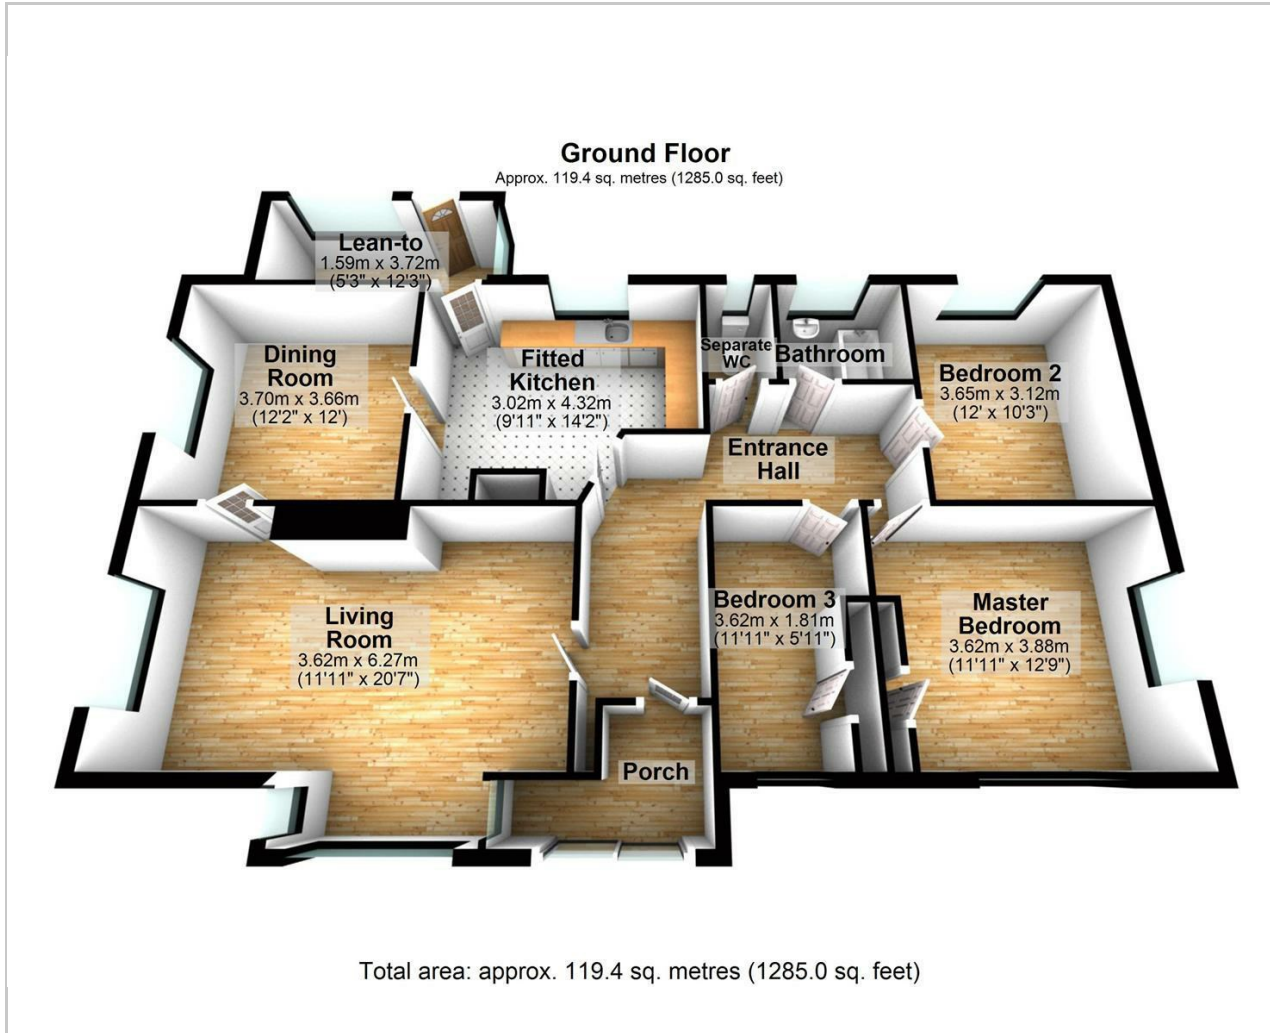 Ground Floor
Approx. 119.4 sq. metres (1285.0 sq. feet)
Lean-to
1.59m x 3.72m
(5'3" x 12'3")
Dining
Room
3.70m x 3.66m
(12'2" x 12')
Fitted
Kitchen
3.02m x 4.32m
(9'11" x 14'2")
Separate
WC
Bathroom
Bedroom 2
3.65m x 3.12m
(12' x 10'3")
Entrance
Hall
Living
Room
3.62m x 6.27m
(11'11" x 20'7")
Bedroom 3
3.62m x 1.81m
(11'11" x 5'11")
Master
Bedroom
3.62m x 3.88m
(11'11" x 12'9")
Porch
Total area: approx. 119.4 sq. metres (1285.0 sq. feet)